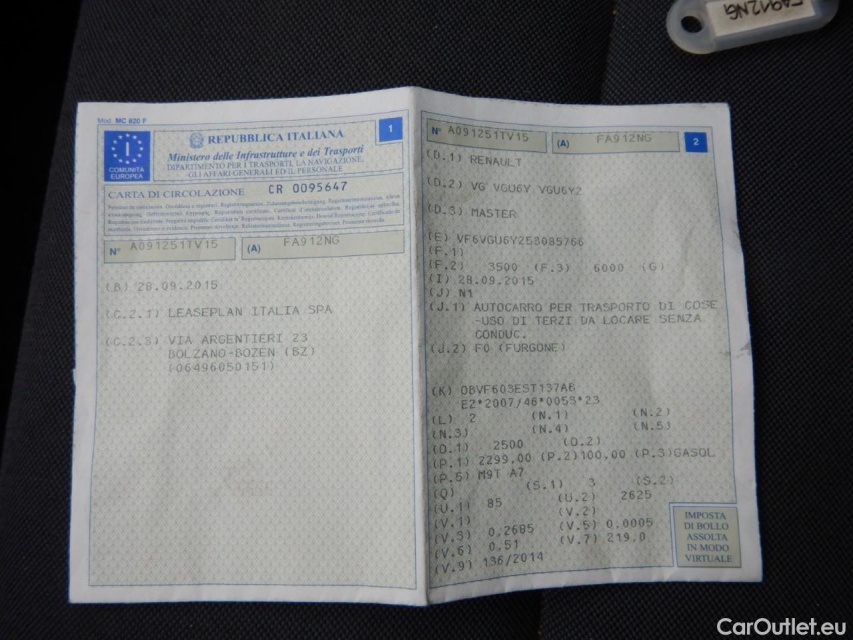 FA912NG
Mod. MC 820 F
I
COMUNITÀ
EUROPEA
REPUBBLICA ITALIANA
Ministero delle Infrastrutture e dei Trasporti
DIPARTIMENTO PER I TRASPORTI, LA NAVIGAZIONE,
GLI AFFARI GENERALI ED IL PERSONALE
1
CARTA DI CIRCOLAZIONE CR 0095647
N° A091251TV15 (A) FA912NG
(B) 28.09.2015
(C.2.1) LEASEPLAN ITALIA SPA
(C.2.3) VIA ARGENTIERI 23
BOLZANO-BOZEN (BZ)
(06496050151)
N° A091251TV15 (A) FA912NG 2
(D.1) RENAULT
(D.2) VG VGU6Y VGU6YZ
(D.3) MASTER
(E) VF6VGU6Y253085766
(F.1)
(F.2) 3500 (F.3) 6000 (G)
(I) 28.09.2015
(J) N1
(J.1) AUTOCARRO PER TRASPORTO DI COSE
-USO DI TERZI DA LOCARE SENZA
CONDUC.
(J.2) F0 (FURGONE)
(K) OBVF603EST137A6
E2*2007/46*0053*23
(L) 2 (N.1) (N.2)
(N.3) (N.4) (N.5)
(O.1) 2500 (O.2)
(P.1) 2299,00 (P.2)100,00 (P.3)GASOL
(P.5) M9T A7
(Q) (S.1) 3 (S.2)
(U.1) 85 (U.2) 2625
(V.1) (V.2)
(V.3) 0,2685 (V.5) 0,0005
(V.6) 0,51 (V.7) 219,0
(V.9) 136/2014
IMPOSTA
DI BOLLO
ASSOLTA
IN MODO
VIRTUALE
CarOutlet.eu